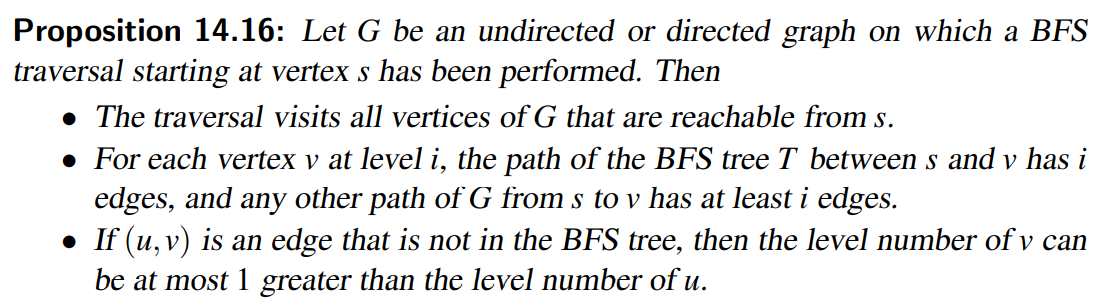 Proposition 14.16: Let G be an undirected or directed graph on which a BFS
traversal starting at vertex s has been performed. Then
• The traversal visits all vertices of G that are reachable from s.
• For each vertex v at level i, the path of the BFS tree T between s and v has i
edges, and any other path of G from s to v has at least i edges.
• If (u,v) is an edge that is not in the BFS tree, then the level number of v can
be at most 1 greater than the level number of u.